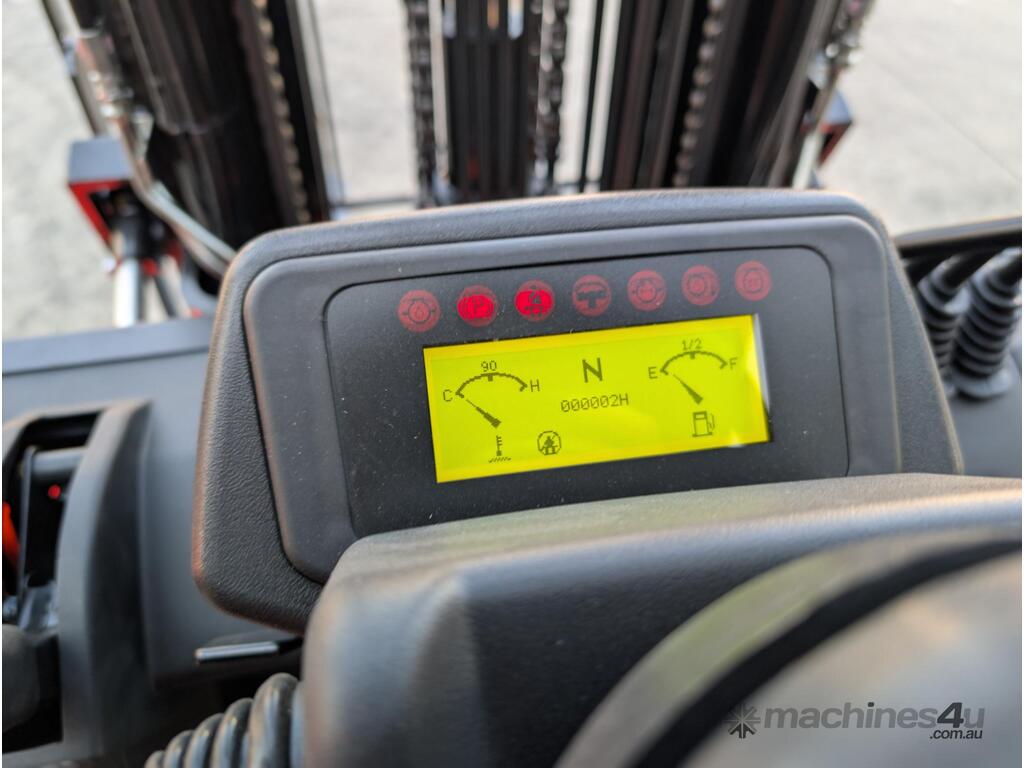 P
90
N
1/2
C
H
E
F
000002H
machines4u
.com.au